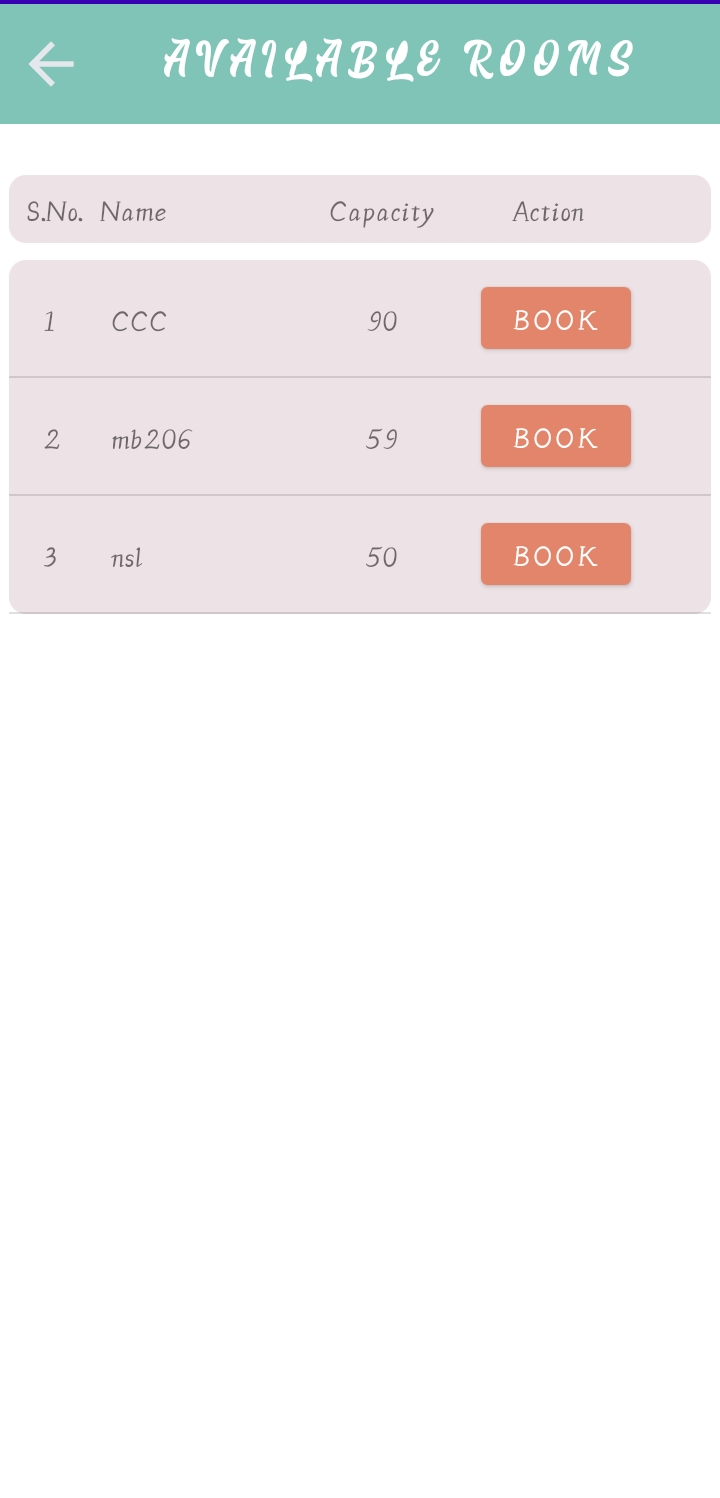 AVAILABLE ROOMS
S.No. Name Capacity Action
1 CCC 90 BOOK
2 mb206 59 BOOK
3 nsl 50 BOOK